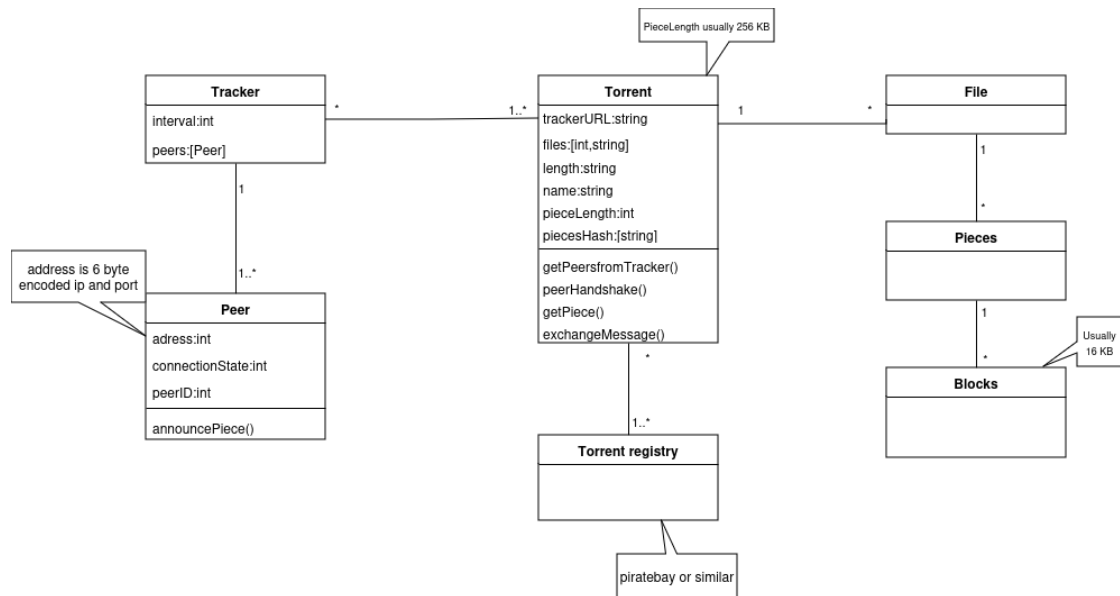 PieceLength usually 256 KB
Tracker
interval:int
peers:[Peer]
*
1..*
Torrent
trackerURL:string
files:[int,string]
length:string
name:string
pieceLength:int
piecesHash:[string]
getPeersfromTracker()
peerHandshake()
getPiece()
exchangeMessage()
1
*
File
1
*
Pieces
1
*
Usually
16 KB
Blocks
1
1..*
address is 6 byte
encoded ip and port
Peer
adress:int
connectionState:int
peerID:int
announcePiece()
*
1..*
Torrent registry
piratebay or similar